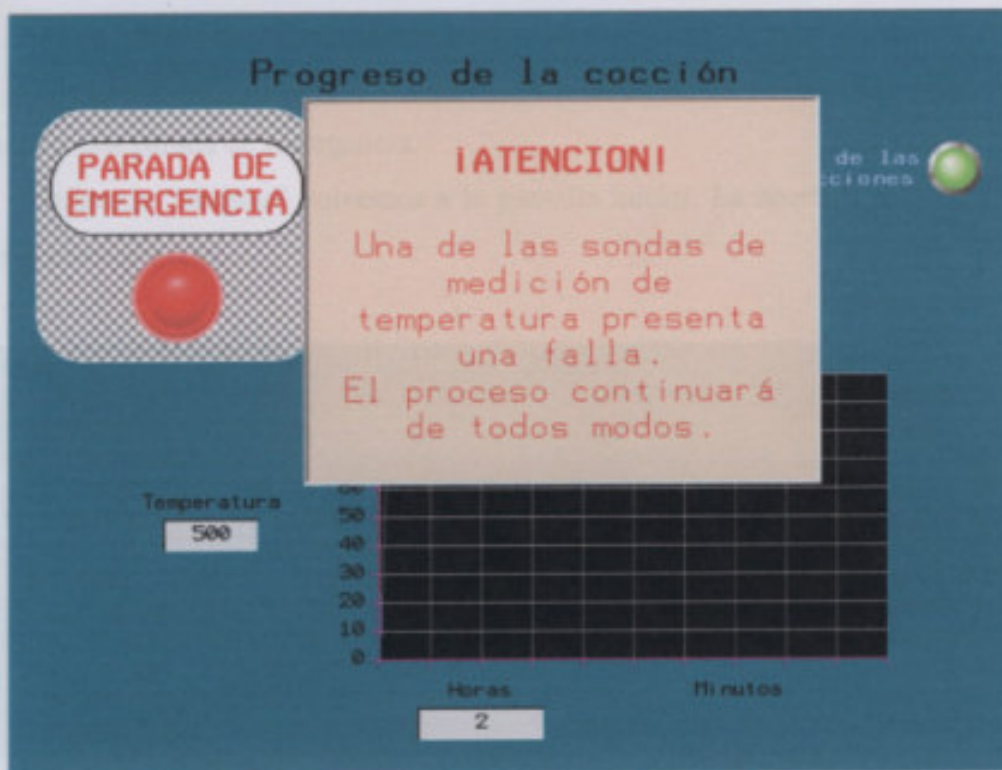 Progreso de la cocción
PARADA DE
EMERGENCIA
¡ATENCION!
Una de las sondas de
medición de
temperatura presenta
una falla.
El proceso continuará
de todos modos.
de las
cciones
Temperatura
500
60
50
40
30
20
10
0
Horas
Minutos
2